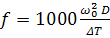 𝑓 = 1000 ω₀² D / ΔT